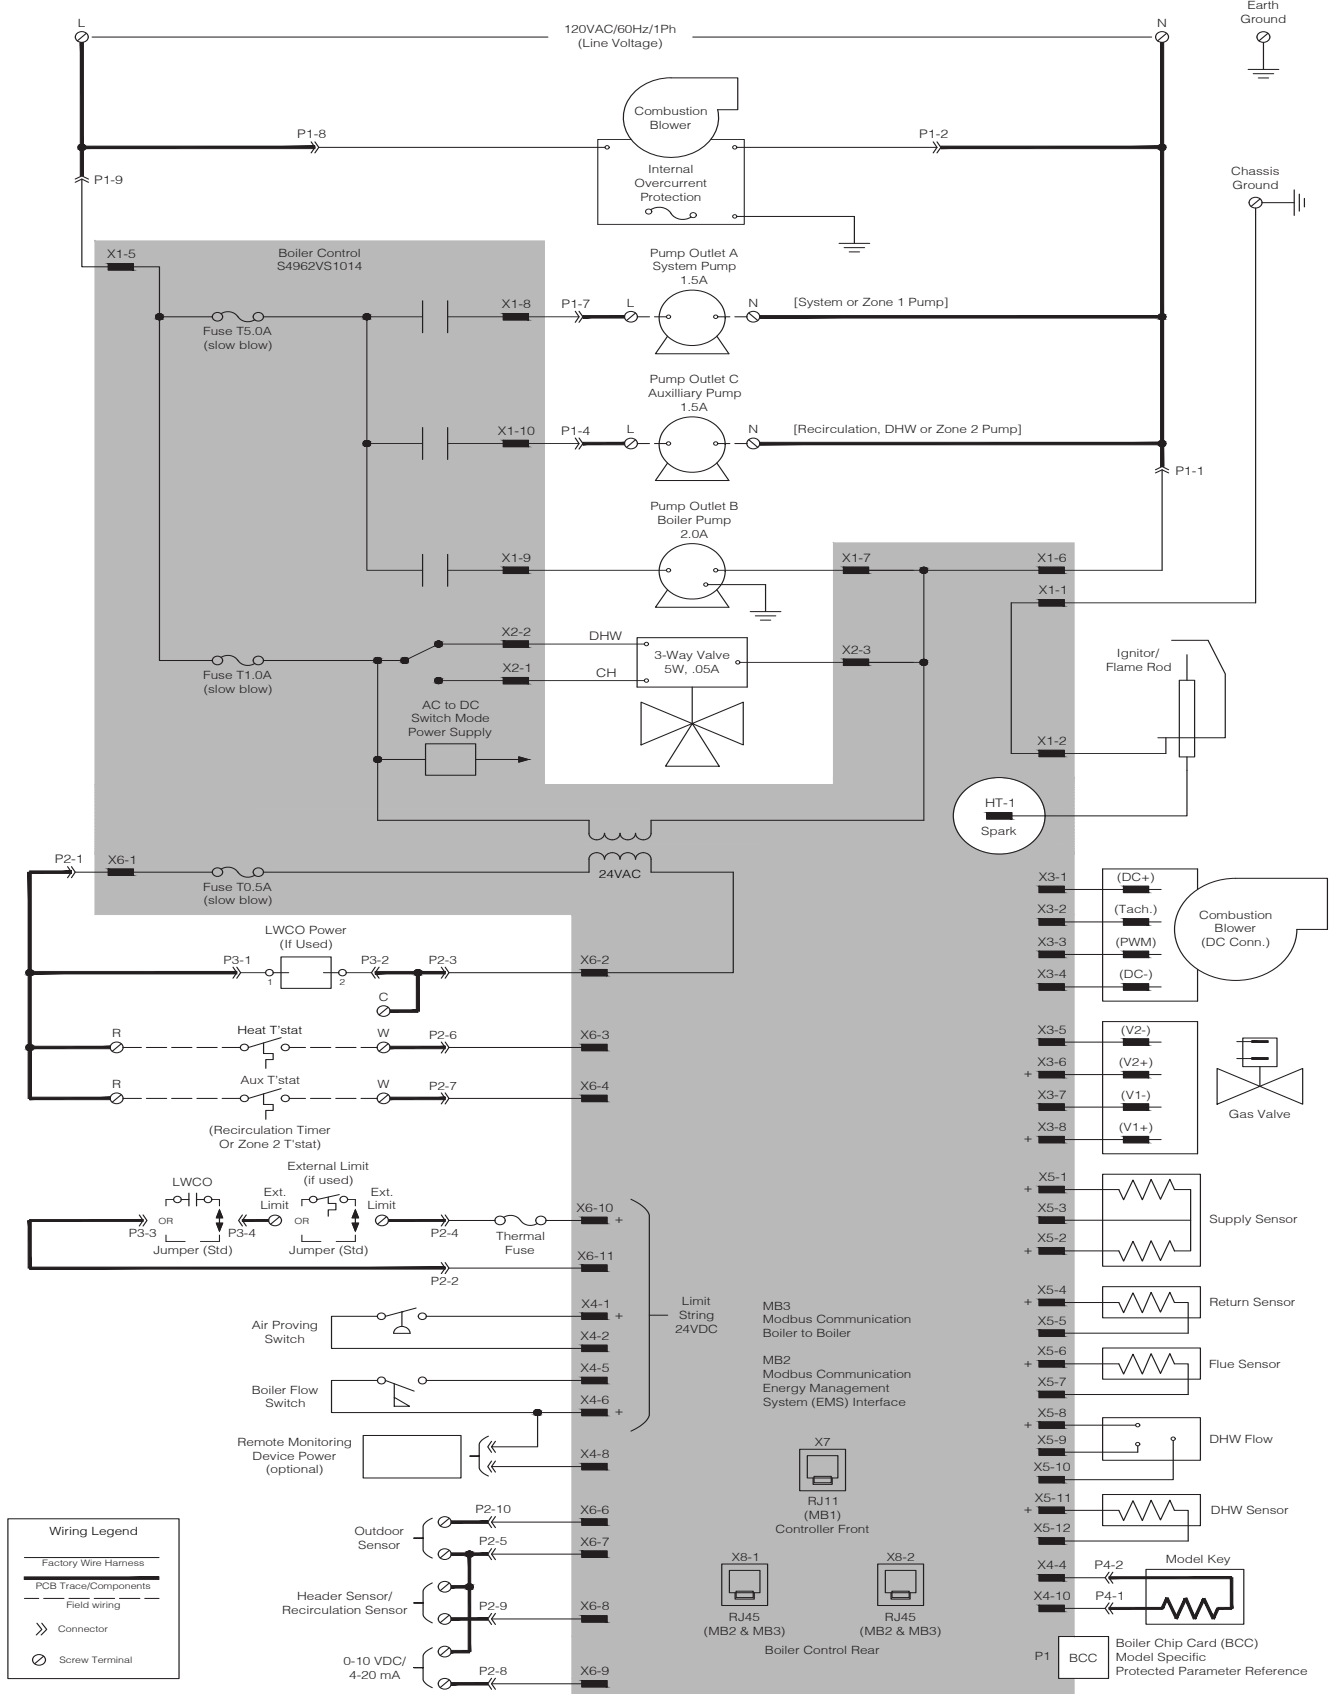 L
120VAC/60Hz/1Ph
(Line Voltage)
N
Earth
Ground
Combustion
Blower
P1-8
P1-2
Internal
Overcurrent
Protection
P1-9
Chassis
Ground
X1-5
Boiler Control
S4962VS1014
Pump Outlet A
System Pump
1.5A
X1-8
P1-7
L
N
[System or Zone 1 Pump]
Fuse T5.0A
(slow blow)
Pump Outlet C
Auxilliary Pump
1.5A
X1-10
P1-4
L
N
[Recirculation, DHW or Zone 2 Pump]
P1-1
Pump Outlet B
Boiler Pump
2.0A
X1-9
X1-7
X1-6
X1-1
X2-2
DHW
3-Way Valve
5W, .05A
X2-3
Ignitor/
Flame Rod
X2-1
CH
Fuse T1.0A
(slow blow)
AC to DC
Switch Mode
Power Supply
X1-2
HT-1
Spark
P2-1
X6-1
Fuse T0.5A
(slow blow)
24VAC
X3-1
(DC+)
X3-2
(Tach.)
X3-3
(PWM)
X3-4
(DC-)
Combustion
Blower
(DC Conn.)
LWCO Power
(If Used)
P3-1
1
2
P3-2
P2-3
X6-2
C
R
Heat T'stat
W
P2-6
X6-3
R
Aux T'stat
W
P2-7
X6-4
(Recirculation Timer
Or Zone 2 T'stat)
X3-5
(V2-)
X3-6
(V2+)
+
X3-7
(V1-)
X3-8
(V1+)
+
Gas Valve
LWCO
OR
P3-3
Jumper (Std)
P3-4
Ext.
Limit
External Limit
(if used)
OR
Jumper (Std)
Ext.
Limit
P2-4
Thermal
Fuse
X6-10
+
X6-11
P2-2
X5-1
+
X5-3
X5-2
+
Supply Sensor
Air Proving
Switch
X4-1
+
X4-2
Boiler Flow
Switch
X4-5
X4-6
+
Limit
String
24VDC
MB3
Modbus Communication
Boiler to Boiler
MB2
Modbus Communication
Energy Management
System (EMS) Interface
X5-4
+
X5-5
Return Sensor
X5-6
+
X5-7
Flue Sensor
X5-8
+
X5-9
X5-10
DHW Flow
Remote Monitoring
Device Power
(optional)
X4-8
X7
RJ11
(MB1)
Controller Front
X5-11
+
X5-12
DHW Sensor
Outdoor
Sensor
P2-10
X6-6
P2-5
X6-7
Header Sensor/
Recirculation Sensor
P2-9
X6-8
0-10 VDC/
4-20 mA
P2-8
X6-9
X8-1
RJ45
(MB2 & MB3)
X8-2
RJ45
(MB2 & MB3)
Boiler Control Rear
X4-4
P4-2
Model Key
X4-10
P4-1
P1
BCC
Boiler Chip Card (BCC)
Model Specific
Protected Parameter Reference
Wiring Legend
Factory Wire Harness
PCB Trace/Components
Field wiring
Connector
Screw Terminal